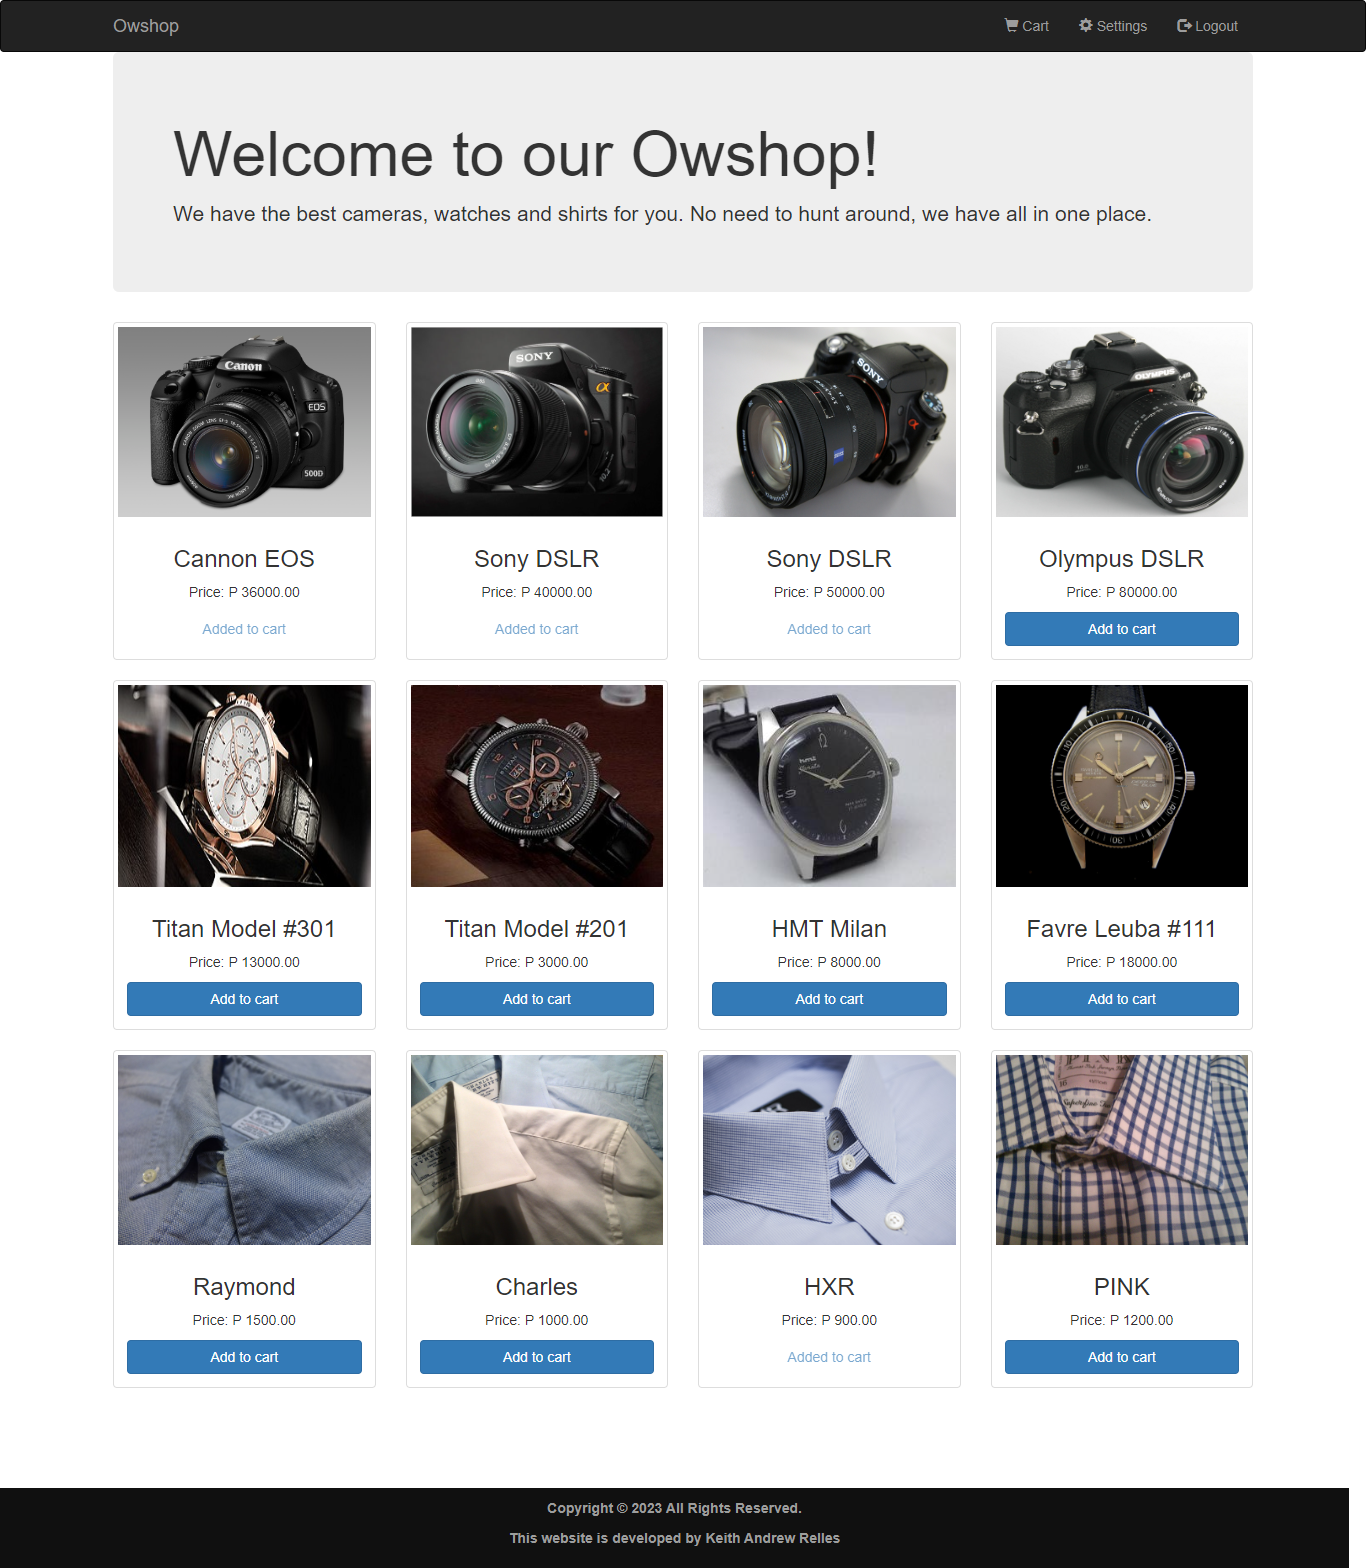 Owshop
Cart
Settings
Logout
Welcome to our Owshop!
We have the best cameras, watches and shirts for you. No need to hunt around, we have all in one place.
Canon
EOS
500D
SONY
α
SONY
α
OLYMPUS
Cannon EOS
Price: P 36000.00
Added to cart
Sony DSLR
Price: P 40000.00
Added to cart
Sony DSLR
Price: P 50000.00
Added to cart
Olympus DSLR
Price: P 80000.00
Add to cart
Titan Model #301
Price: P 13000.00
Add to cart
Titan Model #201
Price: P 3000.00
Add to cart
HMT Milan
Price: P 8000.00
Add to cart
Favre Leuba #111
Price: P 18000.00
Add to cart
Raymond
Price: P 1500.00
Add to cart
Charles
Price: P 1000.00
Add to cart
HXR
Price: P 900.00
Added to cart
PINK
Price: P 1200.00
Add to cart
Copyright © 2023 All Rights Reserved.
This website is developed by Keith Andrew Relles